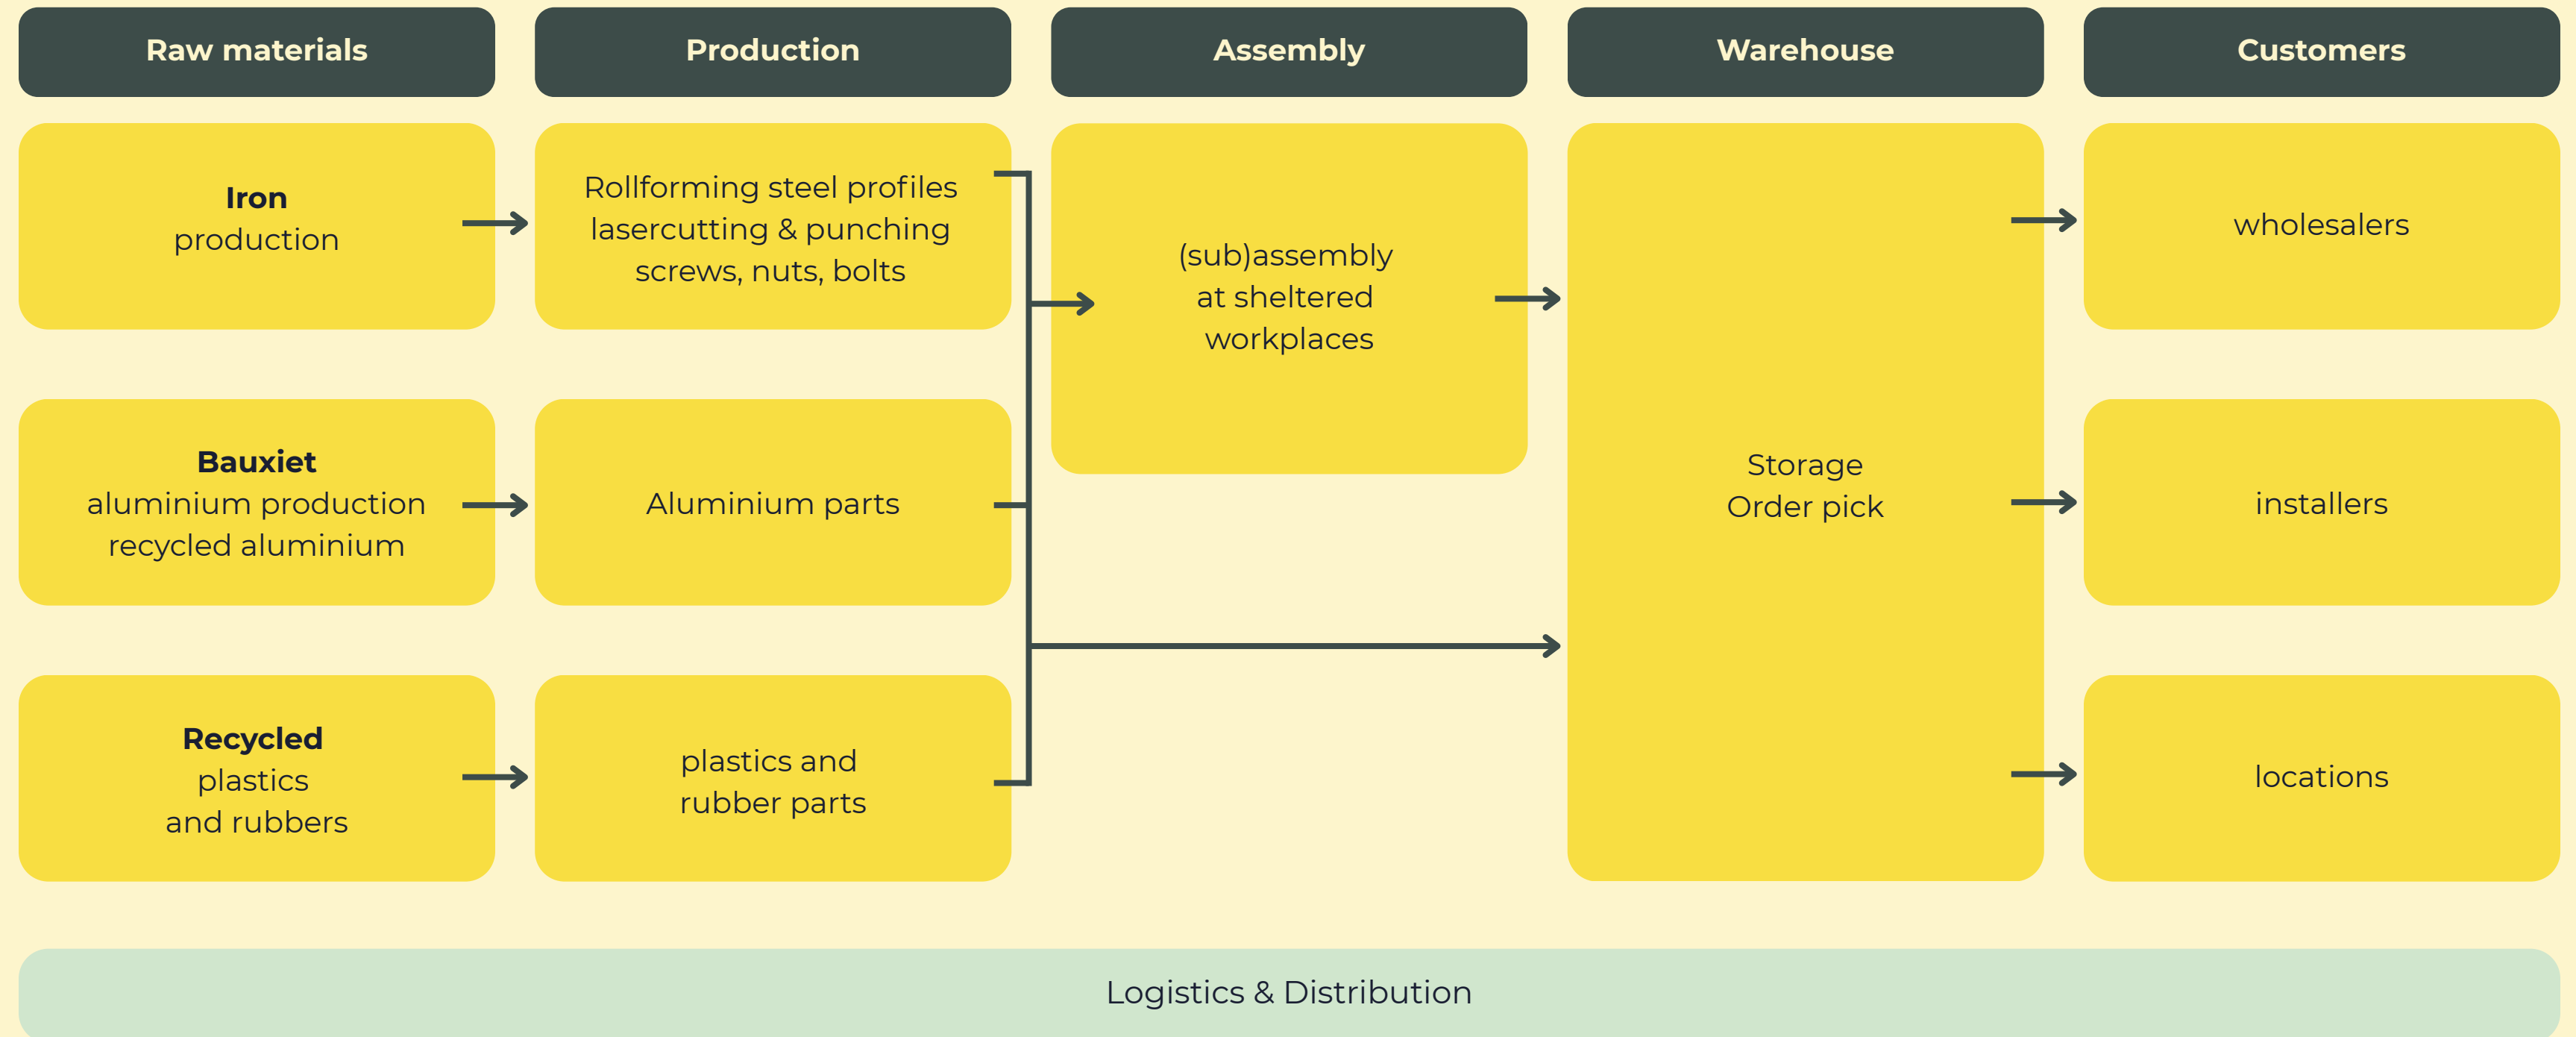 Raw materials
Production
Assembly
Warehouse
Customers
Iron
production
Rollforming steel profiles
lasercutting & punching
screws, nuts, bolts
(sub)assembly
at sheltered
workplaces
Storage
Order pick
wholesalers
Bauxiet
aluminium production
recycled aluminium
Aluminium parts
installers
Recycled
plastics
and rubbers
plastics and
rubber parts
locations
Logistics & Distribution